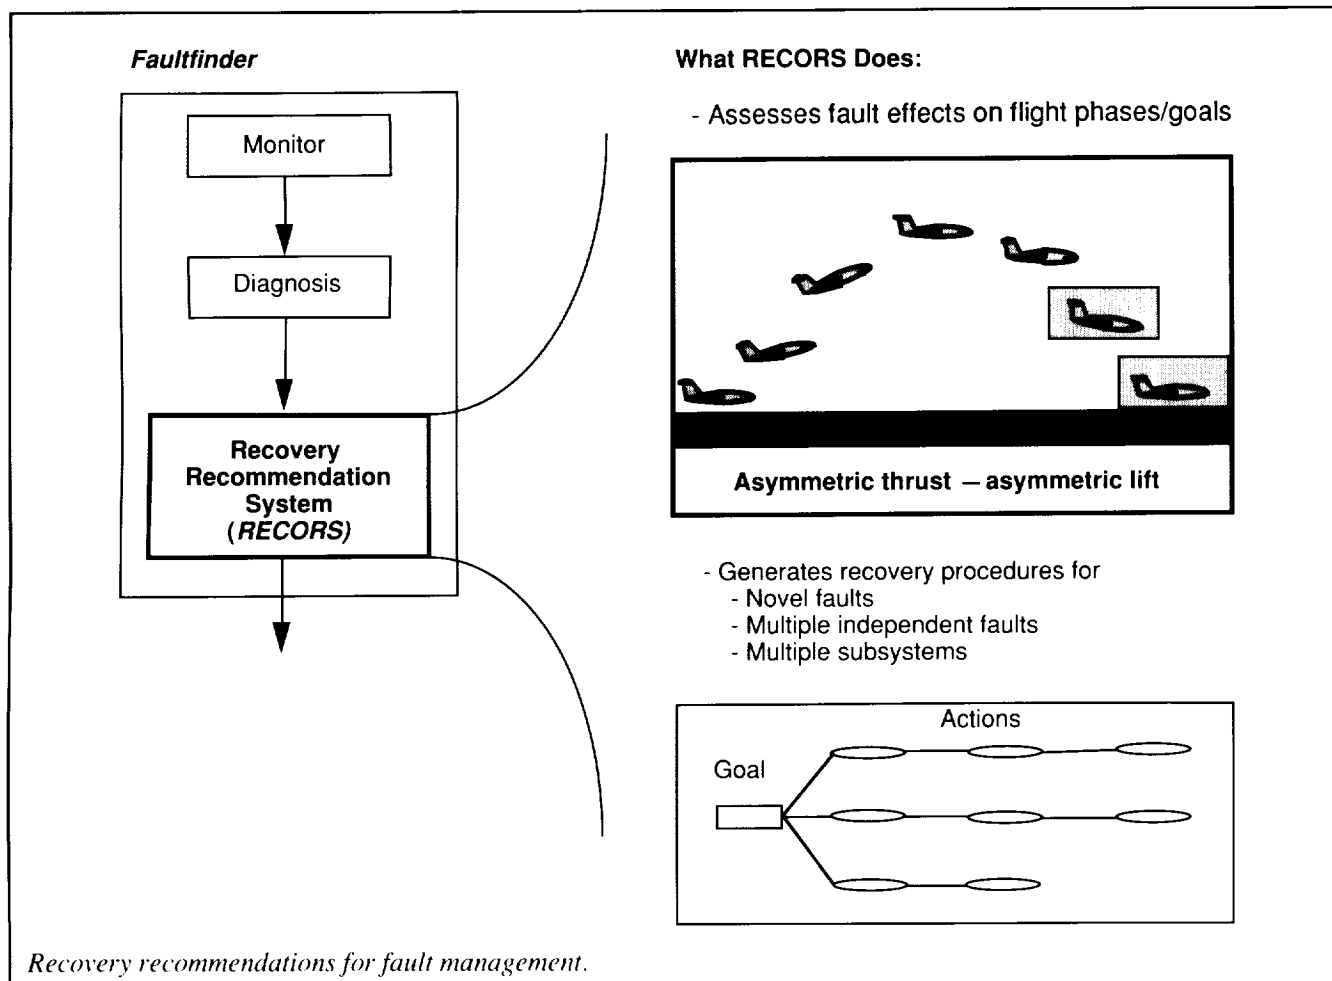 Faultfinder
Monitor
Diagnosis
Recovery
Recommendation
System
(RECORS)
What RECORS Does:
- Assesses fault effects on flight phases/goals
Asymmetric thrust — asymmetric lift
- Generates recovery procedures for
- Novel faults
- Multiple independent faults
- Multiple subsystems
Actions
Goal
Recovery recommendations for fault management.